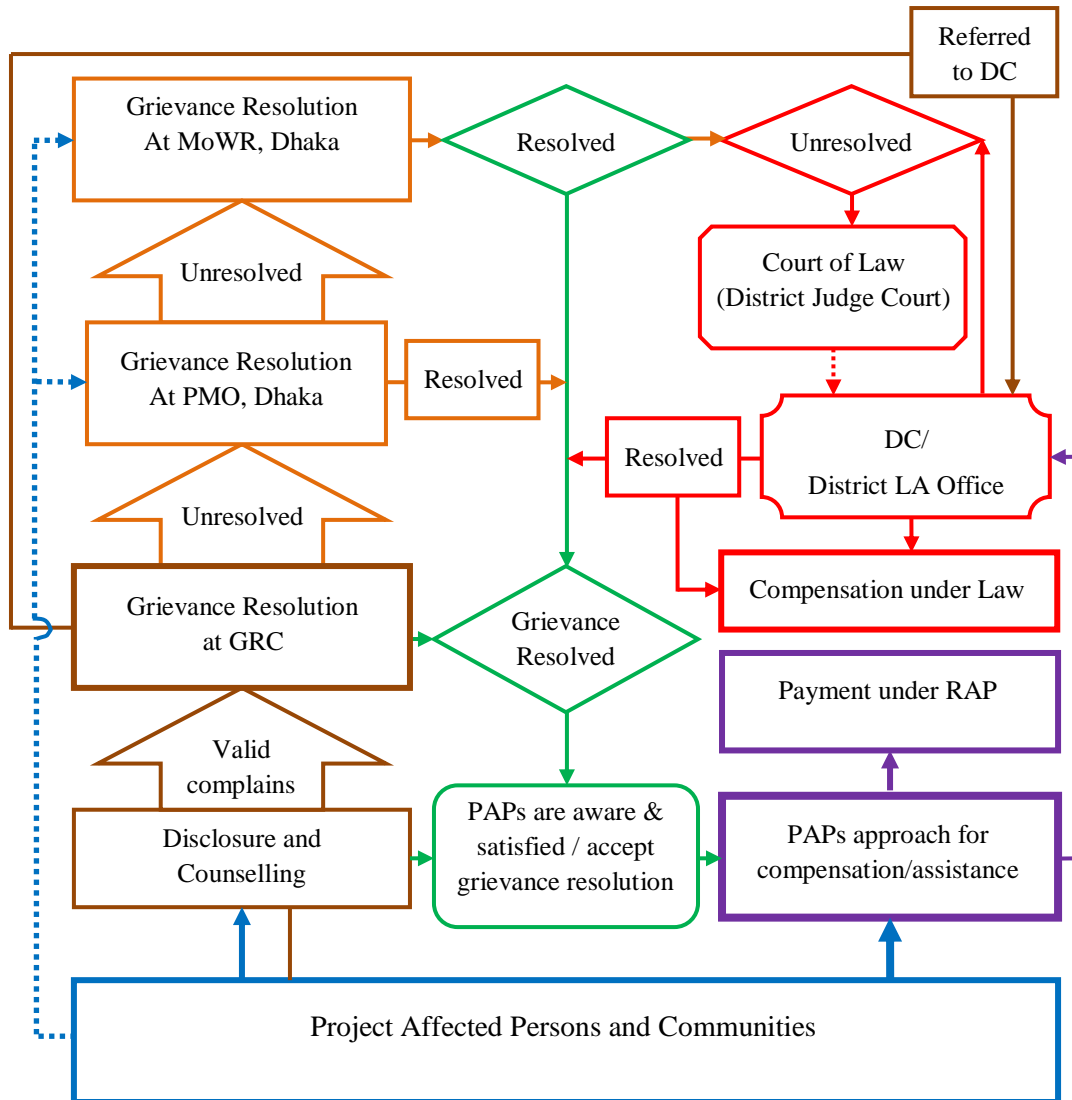 Referred
to DC
Grievance Resolution
At MoWR, Dhaka
Resolved
Unresolved
Unresolved
Court of Law
(District Judge Court)
Grievance Resolution
At PMO, Dhaka
Resolved
DC/
District LA Office
Resolved
Unresolved
Compensation under Law
Grievance Resolution
at GRC
Grievance
Resolved
Payment under RAP
Valid
complains
Disclosure and
Counselling
PAPs are aware &
satisfied / accept
grievance resolution
PAPs approach for
compensation/assistance
Project Affected Persons and Communities